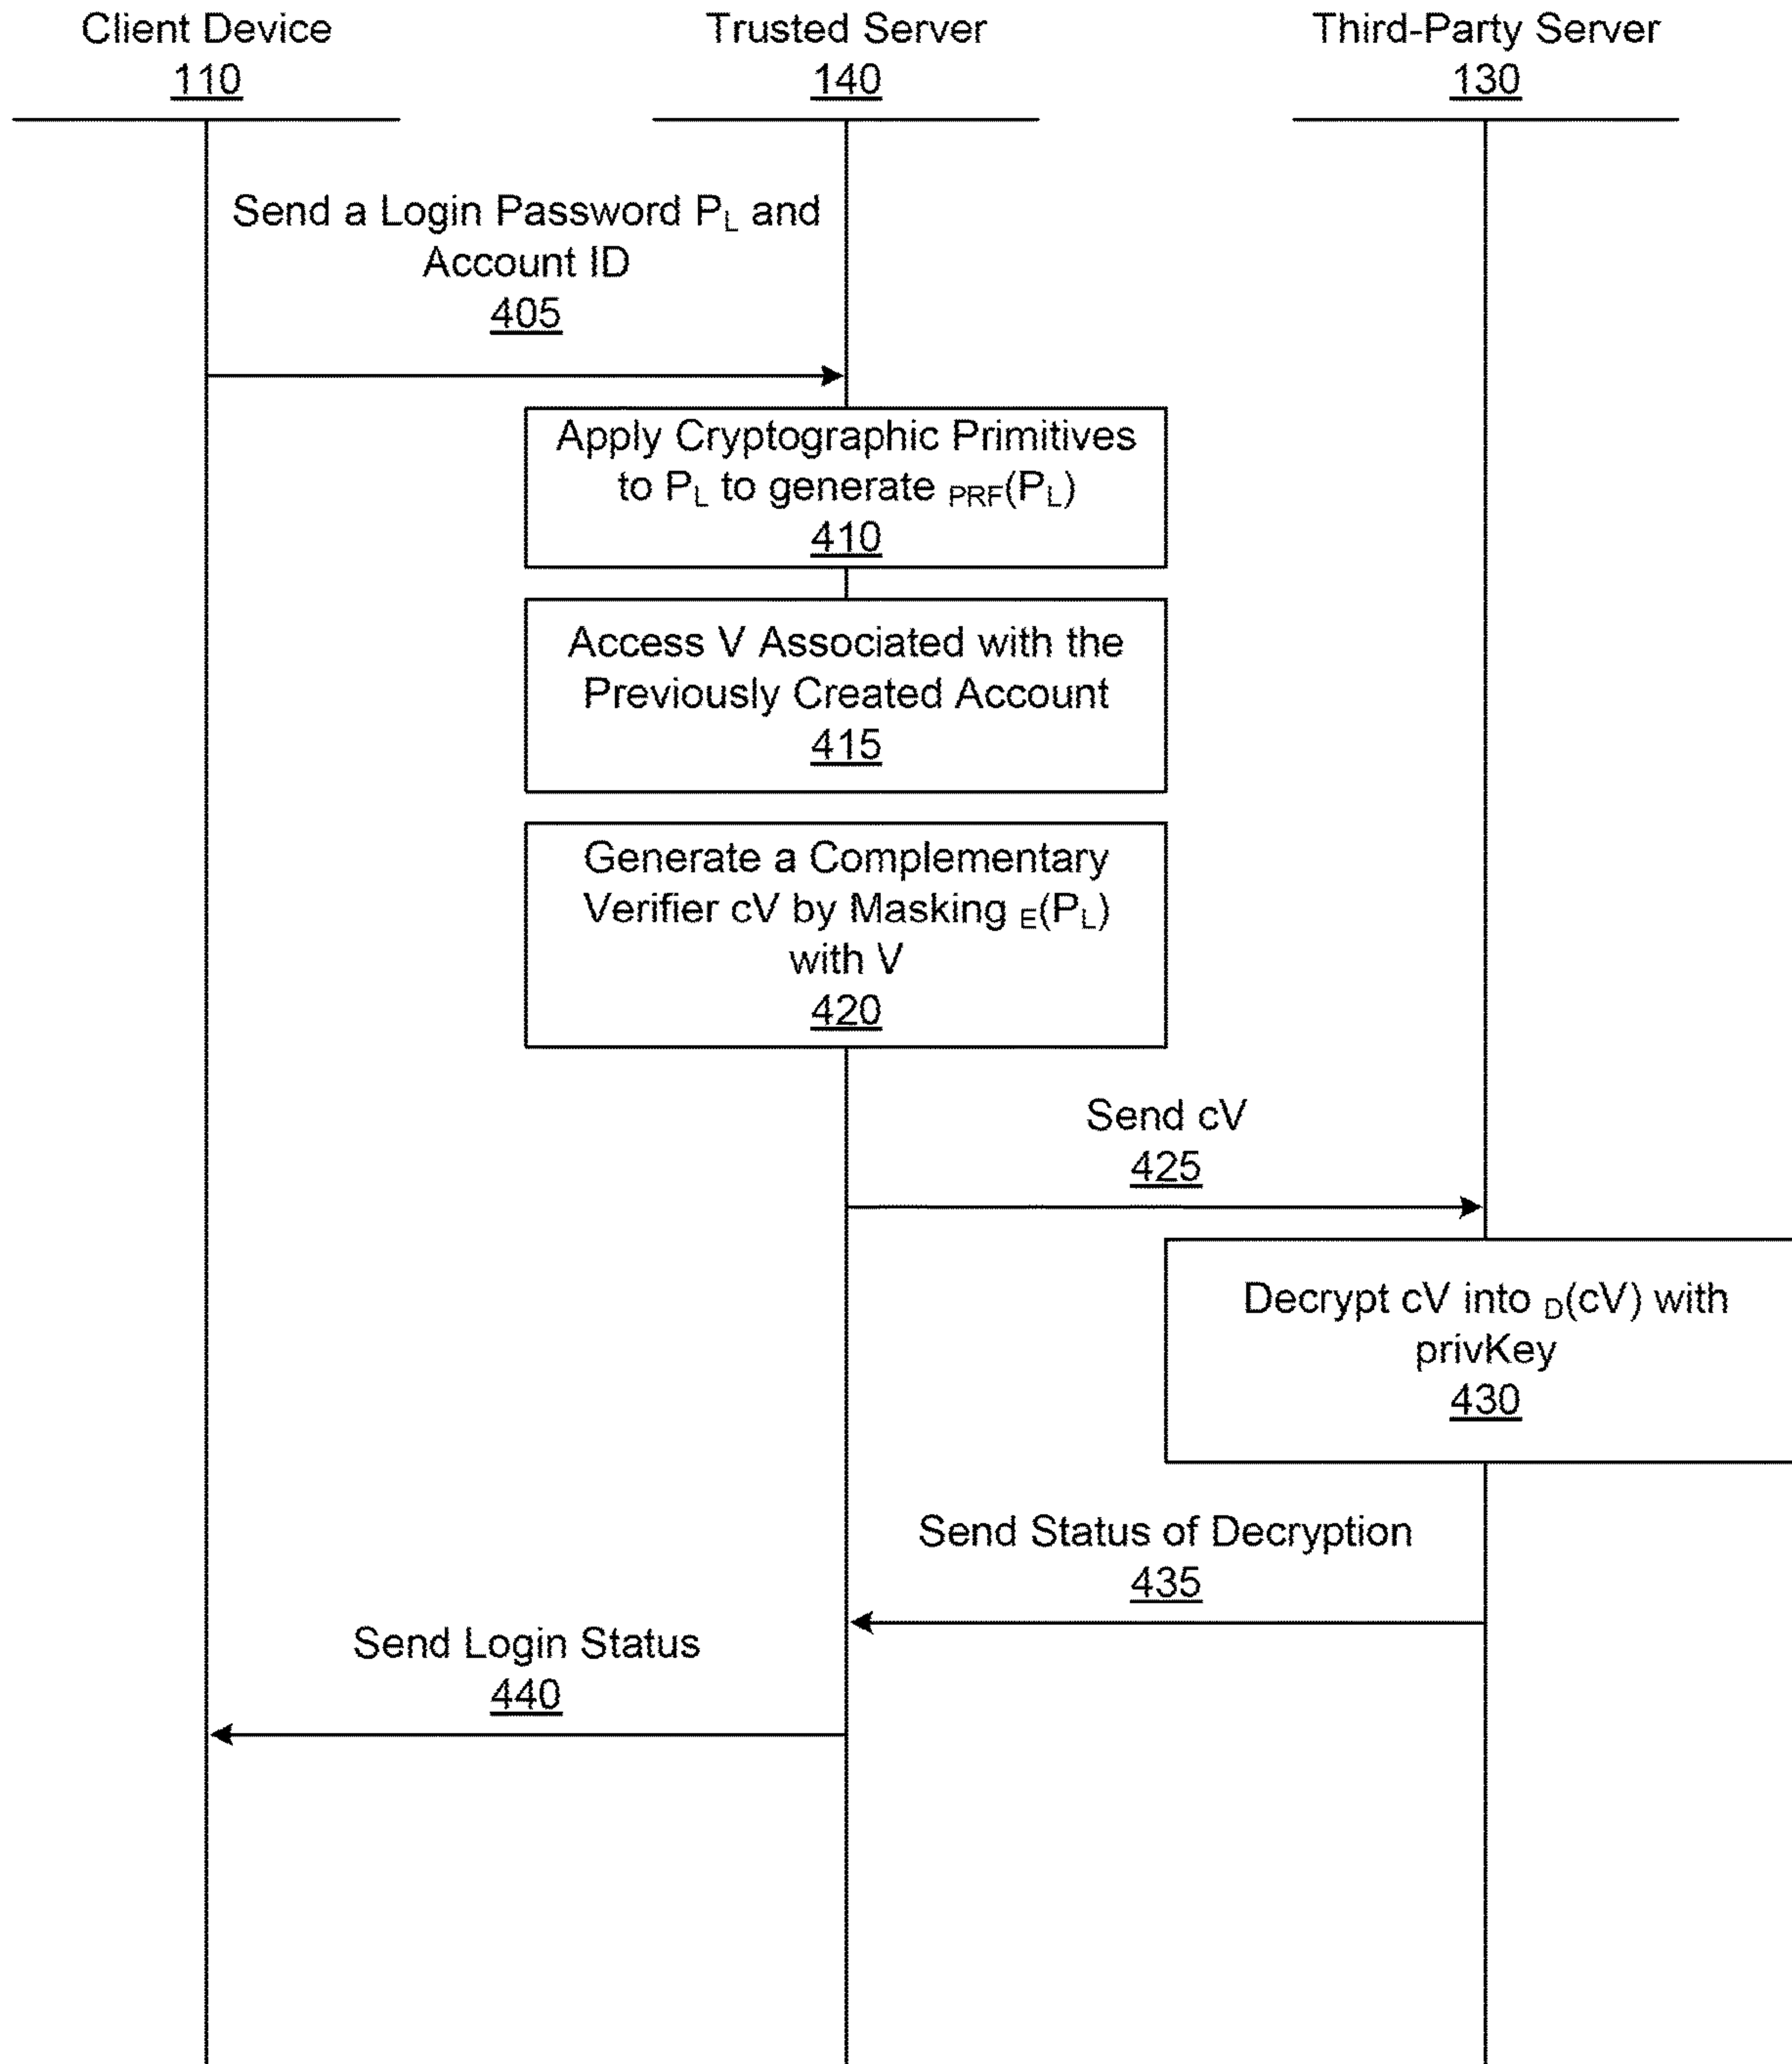 Client Device
110
Trusted Server
140
Third-Party Server
130
Send a Login Password PL and
Account ID
405
Apply Cryptographic Primitives
to PL to generate PRF(PL)
410
Access V Associated with the
Previously Created Account
415
Generate a Complementary
Verifier cV by Masking E(PL)
with V
420
Send cV
425
Decrypt cV into D(cV) with
privKey
430
Send Status of Decryption
435
Send Login Status
440